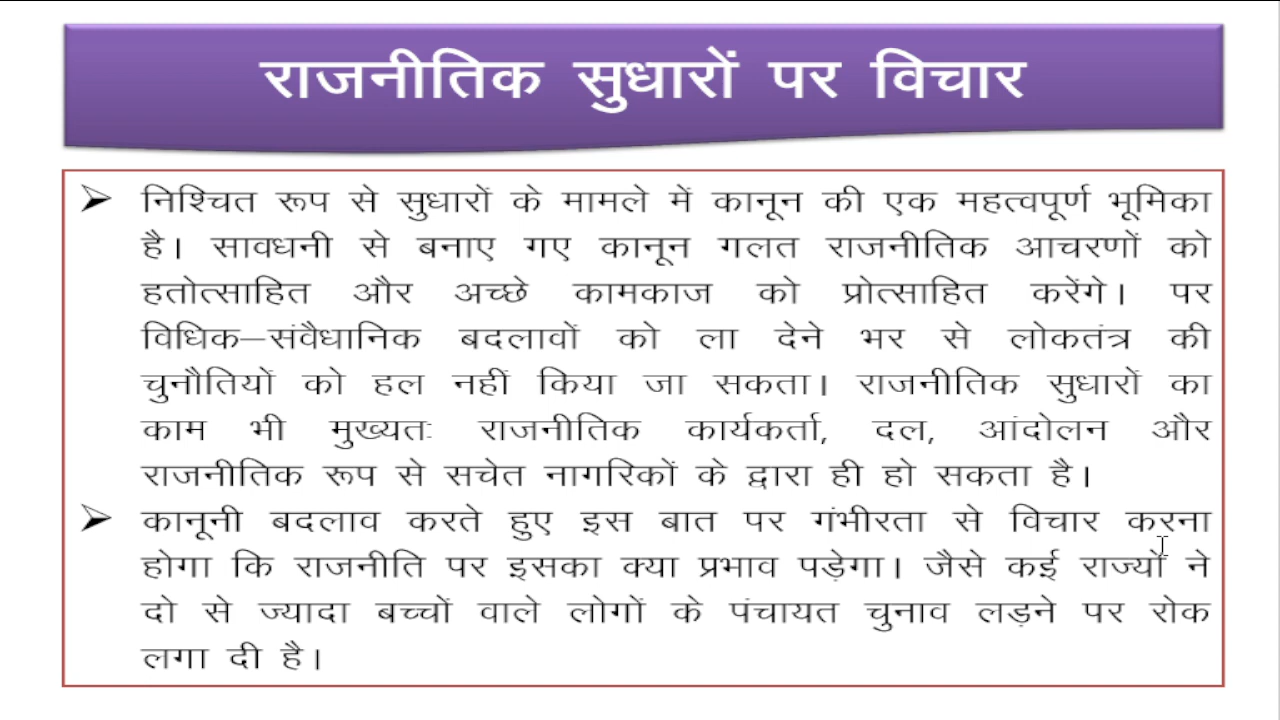 राजनीतिक सुधारों पर विचार
निश्चित रूप से सुधारों के मामले में कानून की एक महत्वपूर्ण भूमिका
है। सावधनी से बनाए गए कानून गलत राजनीतिक आचरणों को
हतोत्साहित और अच्छे कामकाज को प्रोत्साहित करेंगे। पर
विधिक–संवैधानिक बदलावों को ला देने भर से लोकतंत्र की
चुनौतियों को हल नहीं किया जा सकता। राजनीतिक सुधारों का
काम भी मुख्यतः राजनीतिक कार्यकर्ता, दल, आंदोलन और
राजनीतिक रूप से सचेत नागरिकों के द्वारा ही हो सकता है।
कानूनी बदलाव करते हुए इस बात पर गंभीरता से विचार करना
होगा कि राजनीति पर इसका क्या प्रभाव पड़ेगा। जैसे कई राज्यों ने
दो से ज्यादा बच्चों वाले लोगों के पंचायत चुनाव लड़ने पर रोक
लगा दी है।